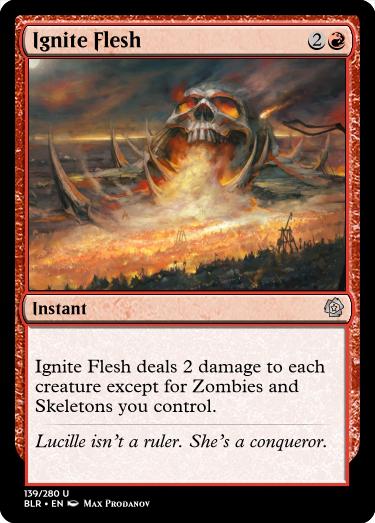 Ignite Flesh 2
Instant
Ignite Flesh deals 2 damage to each
creature except for Zombies and
Skeletons you control.
Lucille isn't a ruler. She's a conqueror.
139/280 U
BLR • EN Max Prodanov